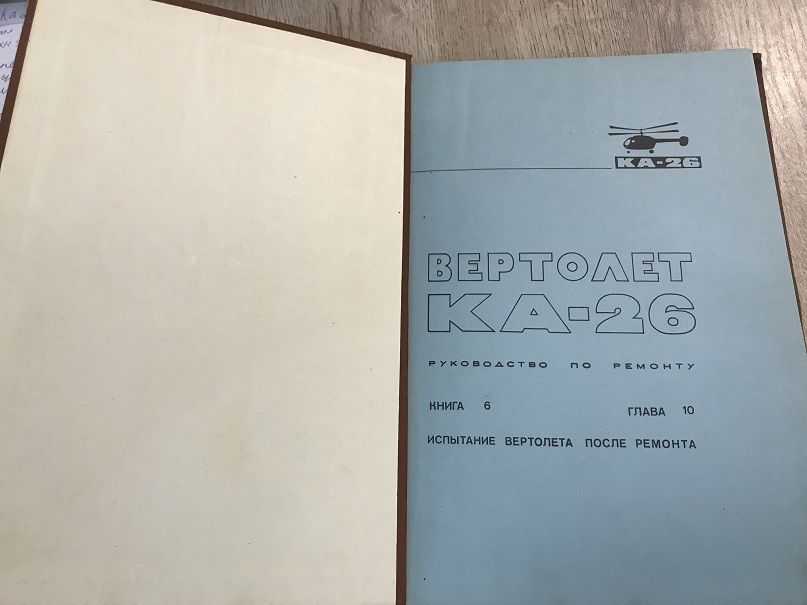 КА-26
ВЕРТОЛЕТ
КА-26
РУКОВОДСТВО ПО РЕМОНТУ
КНИГА 6 ГЛАВА 10
ИСПЫТАНИЕ ВЕРТОЛЕТА ПОСЛЕ РЕМОНТА